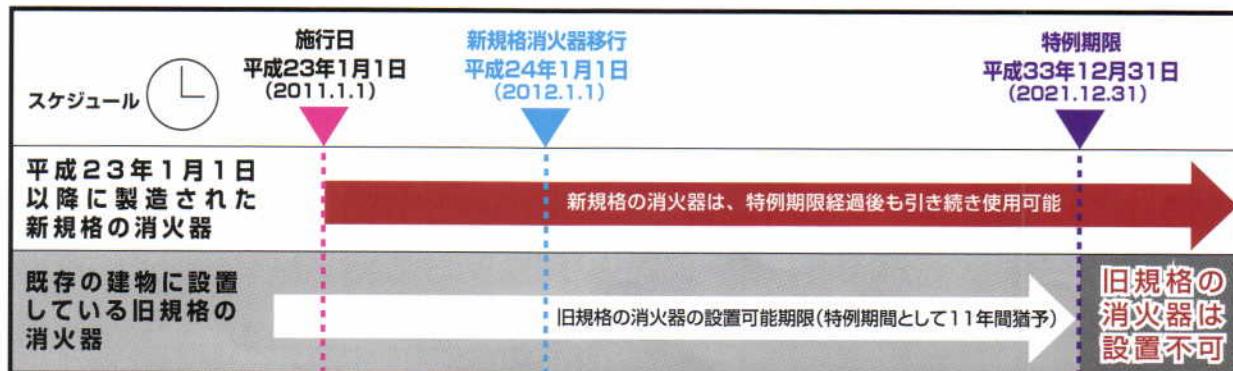 スケジュール
施行日
平成23年1月1日
(2011.1.1)
新規格消火器移行
平成24年1月1日
(2012.1.1)
特例期限
平成33年12月31日
(2021.12.31)
平成23年1月1日
以降に製造された
新規格の消火器
新規格の消火器は、特例期限経過後も引き続き使用可能
既存の建物に設置
している旧規格の
消火器
旧規格の消火器の設置可能期限(特例期間として11年間猶予)
旧規格の
消火器は
設置不可